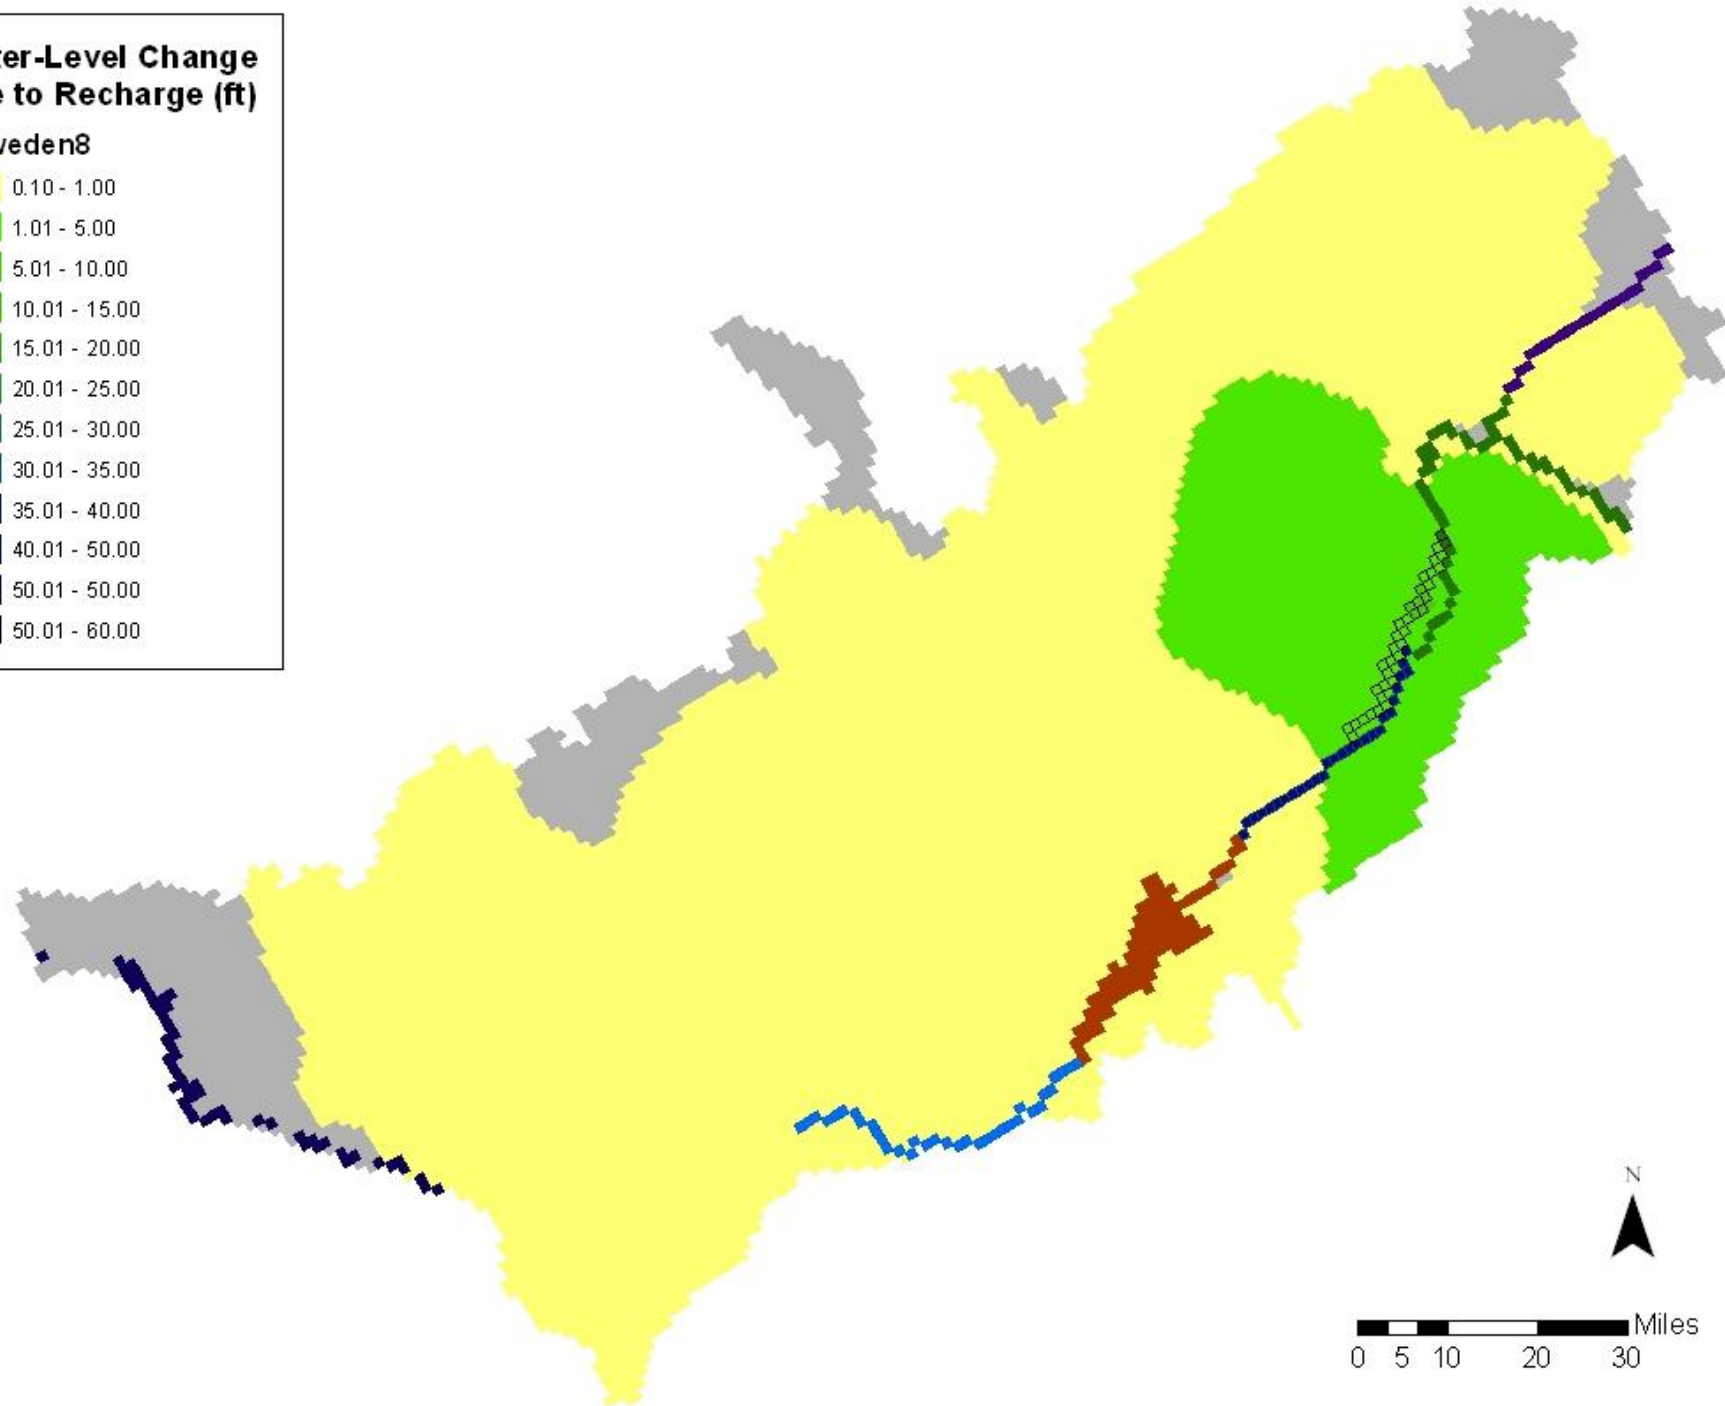 ter-Level Change
e to Recharge (ft)
weden8
0.10 - 1.00
1.01 - 5.00
5.01 - 10.00
10.01 - 15.00
15.01 - 20.00
20.01 - 25.00
25.01 - 30.00
30.01 - 35.00
35.01 - 40.00
40.01 - 50.00
50.01 - 50.00
50.01 - 60.00
N
Miles
0 5 10 20 30